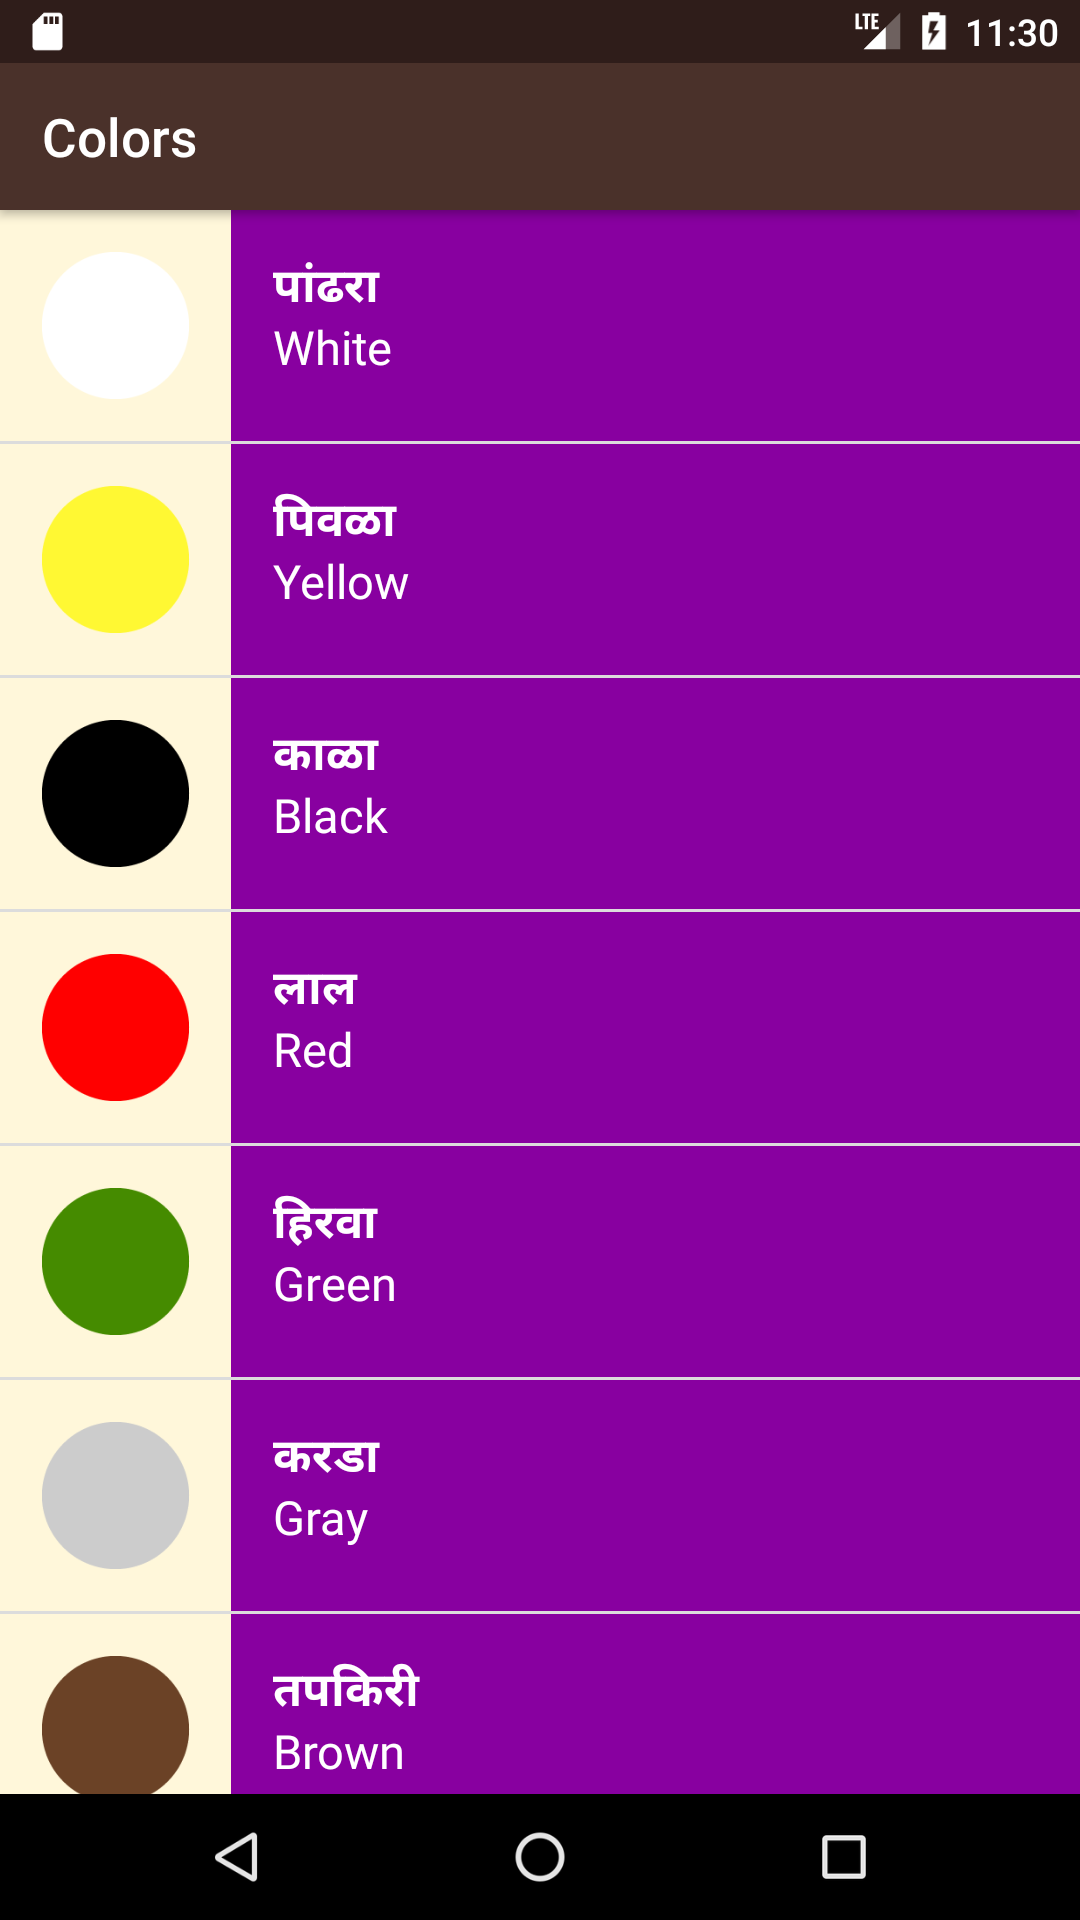 LTE 11:30
Colors
पांढरा
White
पिवळा
Yellow
काळा
Black
लाल
Red
हिरवा
Green
करडा
Gray
तपकिरी
Brown